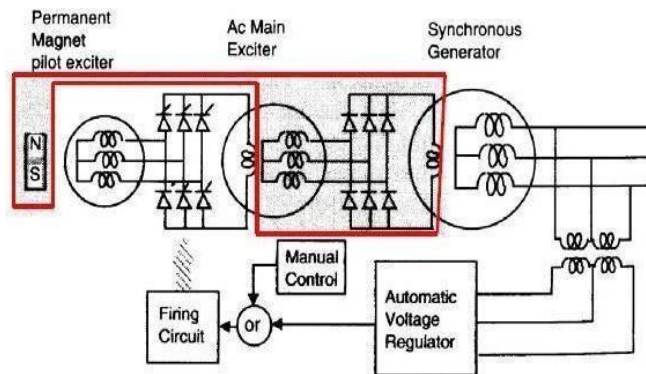 Permanent
Magnet
pilot exciter
Ac Main
Exciter
Synchronous
Generator
N
S
Manual
Control
Firing
Circuit
or
Automatic
Voltage
Regulator